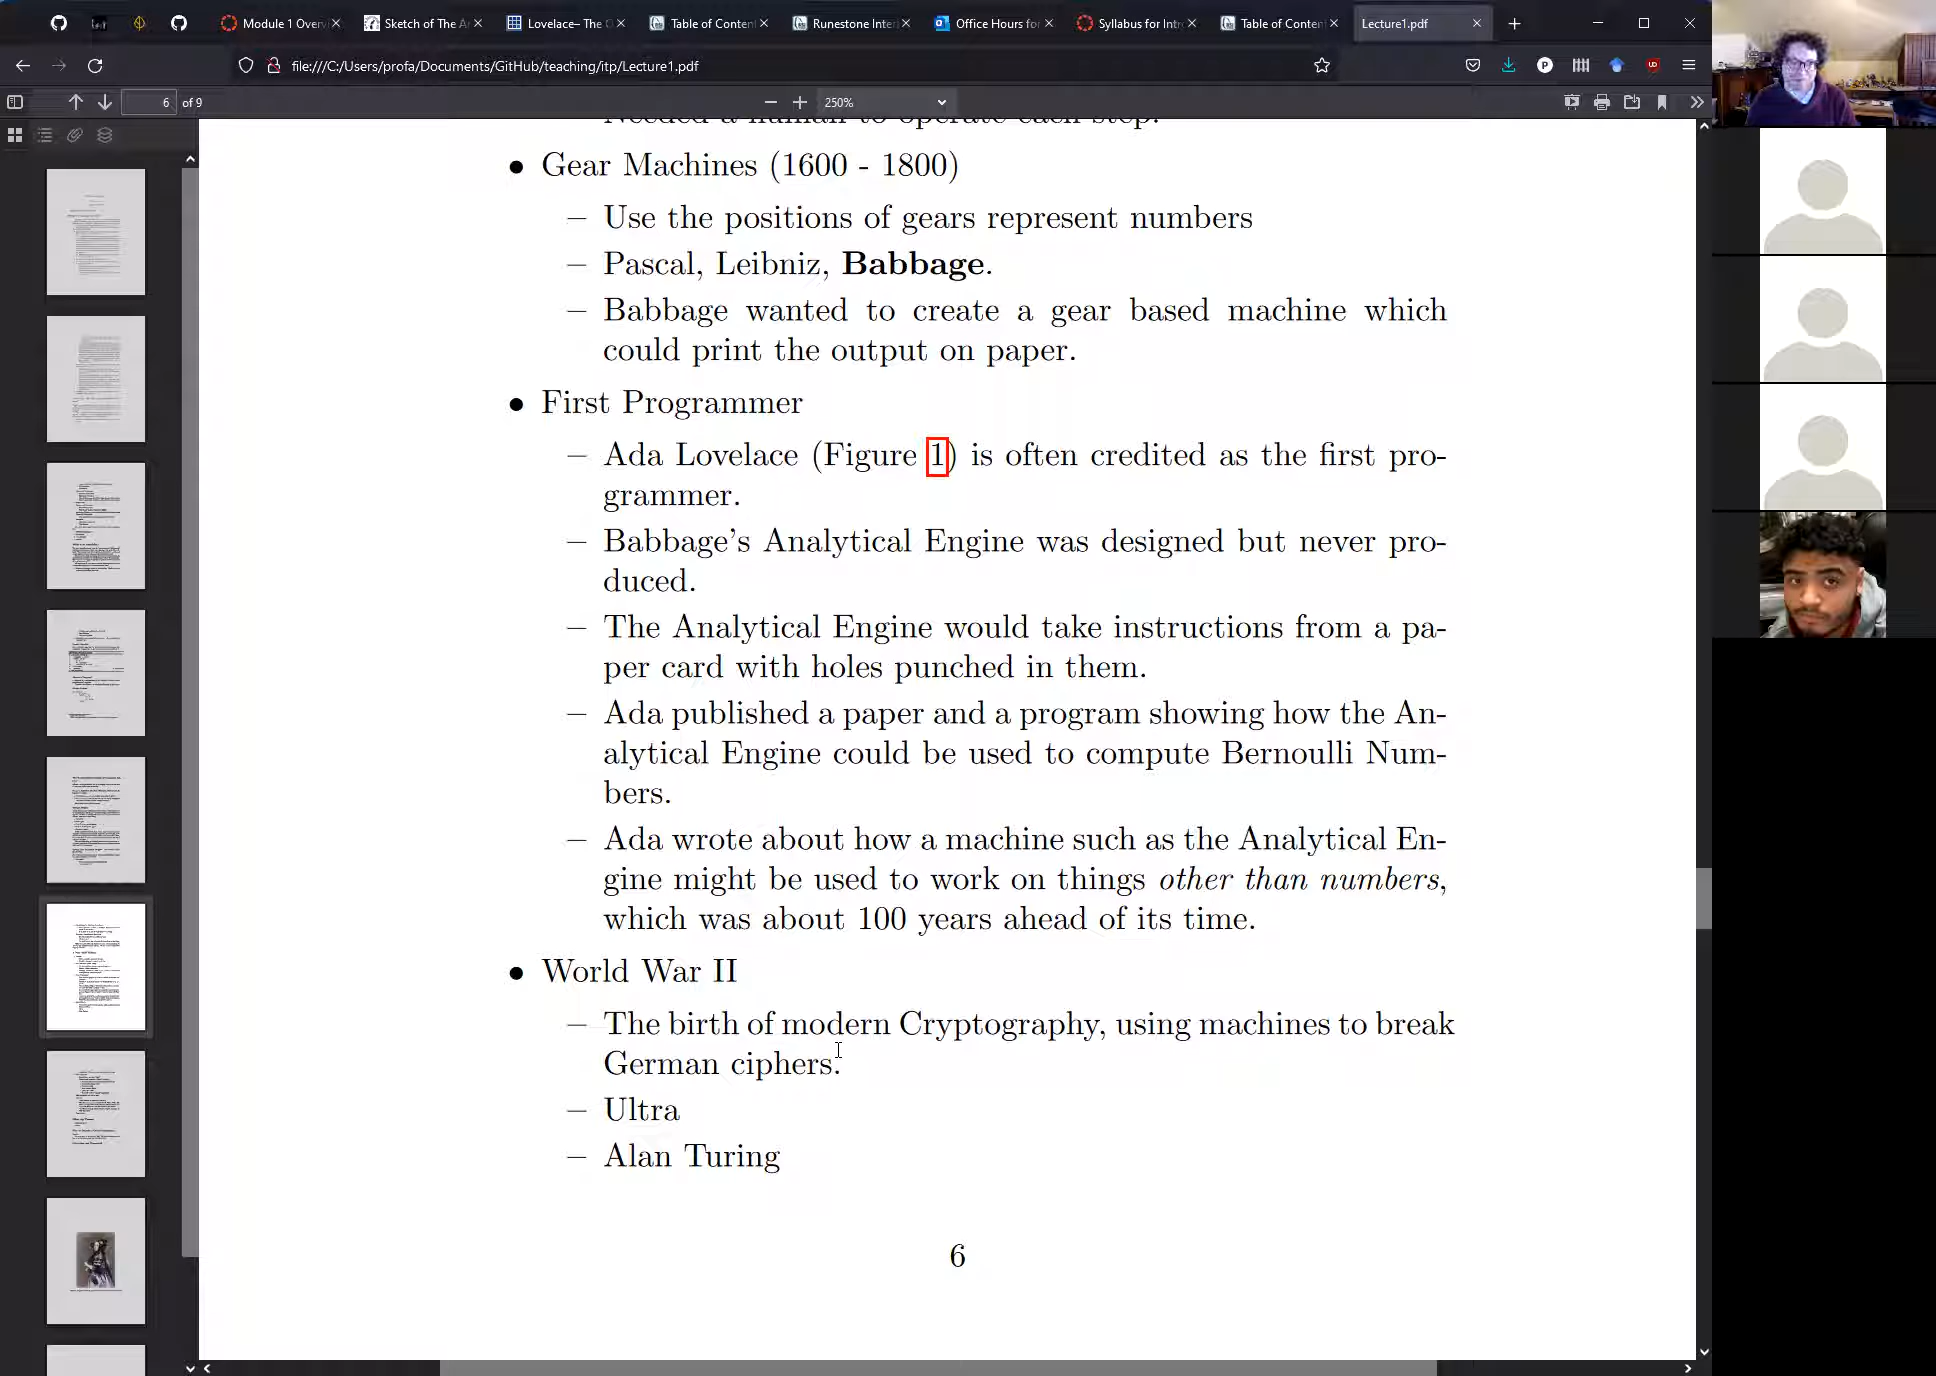 Module 1 Over
Sketch of The A
Lovelace– The
Table of Conten
Runestone Inter
Office Hours fo
Syllabus for Intr
Table of Conten
Lecture1.pdf
file:///C:/Users/profa/Documents/GitHub/teaching/itp/Lecture1.pdf
6 of 9
250%
Needed a human to operate each step.
• Gear Machines (1600 - 1800)
– Use the positions of gears represent numbers
– Pascal, Leibniz, Babbage.
– Babbage wanted to create a gear based machine which
could print the output on paper.
• First Programmer
– Ada Lovelace (Figure 1) is often credited as the first pro-
grammer.
– Babbage's Analytical Engine was designed but never pro-
duced.
– The Analytical Engine would take instructions from a pa-
per card with holes punched in them.
– Ada published a paper and a program showing how the An-
alytical Engine could be used to compute Bernoulli Num-
bers.
– Ada wrote about how a machine such as the Analytical En-
gine might be used to work on things other than numbers,
which was about 100 years ahead of its time.
• World War II
– The birth of modern Cryptography, using machines to break
German ciphers.
– Ultra
– Alan Turing
6